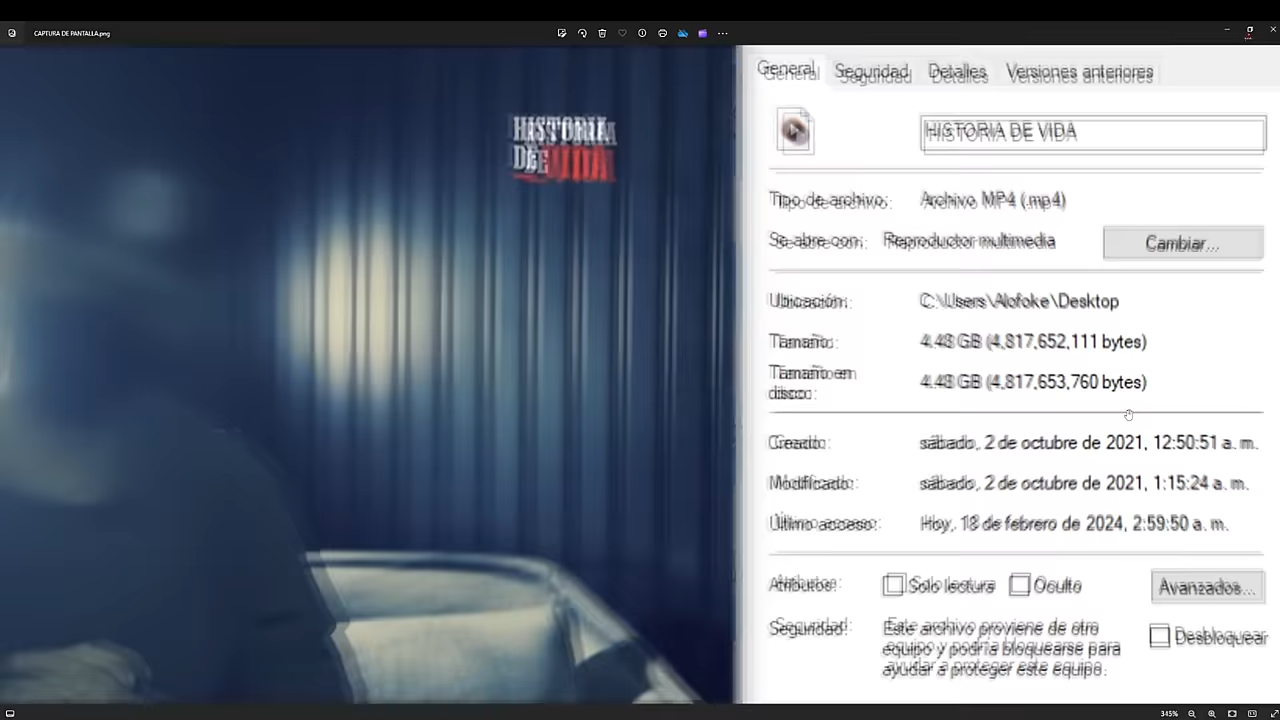 CAPTURA DE PANTALLA.png
HISTORIA
DE VIDA
General Seguridad Detalles Versiones anteriores
HISTORIA DE VIDA
Tipo de archivo: Archivo MP4 (.mp4)
Se abre con: Reproductor multimedia Cambiar...
Ubicación: C:\Users\Alofoke\Desktop
Tamaño: 4.48 GB (4,817,652,111 bytes)
Tamaño en
disco: 4.48 GB (4,817,653,760 bytes)
Creado: sábado, 2 de octubre de 2021, 12:50:51 a. m.
Modificado: sábado, 2 de octubre de 2021, 1:15:24 a. m.
Último acceso: Hoy, 18 de febrero de 2024, 2:59:50 a. m.
Atributos: Solo lectura Oculto Avanzados...
Seguridad: Este archivo proviene de otro
equipo y podría bloquearse para
ayudar a proteger este equipo.
Desbloquear
345%